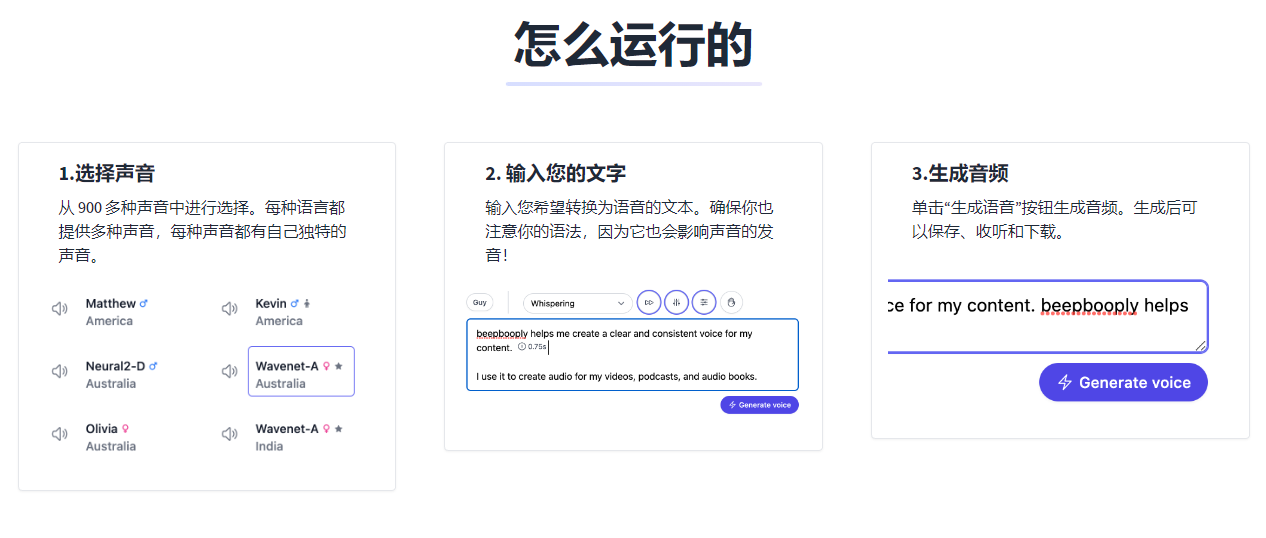 怎么运行的
1.选择声音
从 900 多种声音中进行选择。每种语言都
提供多种声音，每种声音都有自己独特的
声音。
Matthew
America
Kevin
America
Neural2-D
Australia
Wavenet-A
Australia
Olivia
Australia
Wavenet-A
India
2. 输入您的文字
输入您希望转换为语音的文本。确保你也
注意你的语法，因为它也会影响声音的发
音！
Guy
Whispering
beepbooply helps me create a clear and consistent voice for my
content. 0.75s
I use it to create audio for my videos, podcasts, and audio books.
Generate voice
3.生成音频
单击“生成语音”按钮生成音频。生成后可
以保存、收听和下载。
ce for my content. beepbooply helps
Generate voice